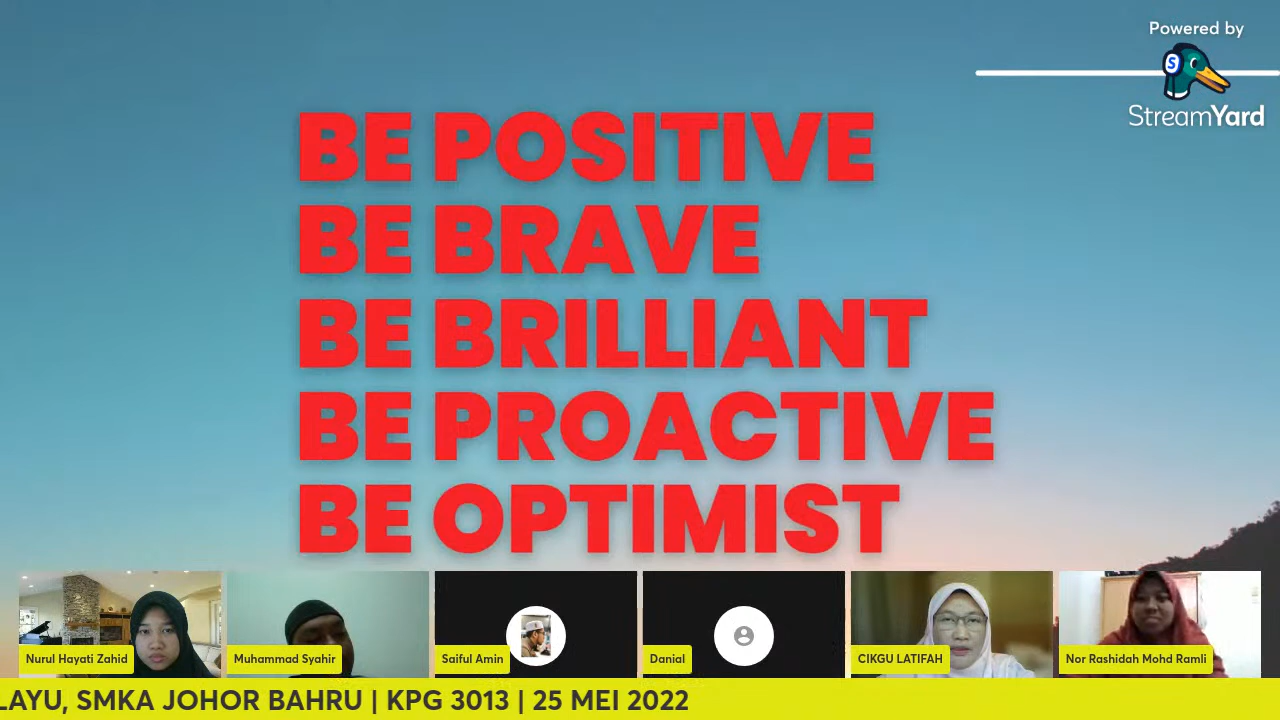 Powered by
StreamYard
BE POSITIVE
BE BRAVE
BE BRILLIANT
BE PROACTIVE
BE OPTIMIST
Nurul Hayati Zahid
Muhammad Syahir
Saiful Amin
Danial
CIKGU LATIFAH
Nor Rashidah Mohd Ramli
LAYU, SMKA JOHOR BAHRU | KPG 3013 | 25 MEI 2022